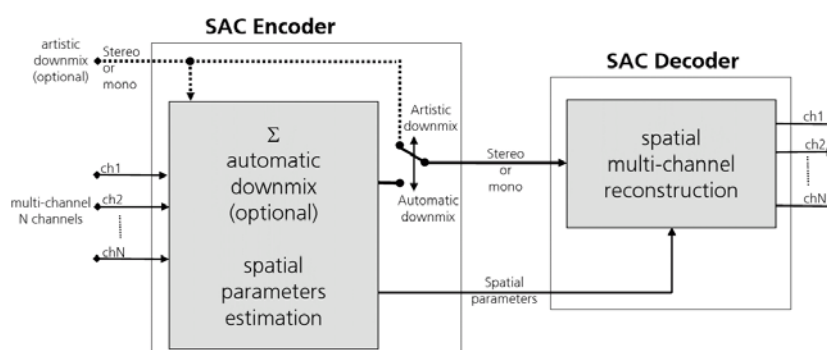 SAC Encoder
artistic
downmix
(optional)
Stereo
or
mono
Σ
automatic
downmix
(optional)
spatial
parameters
estimation
multi-channel
N channels
ch1
ch2
chN
Artistic
downmix
Automatic
downmix
Stereo
or
mono
Spatial
parameters
SAC Decoder
spatial
multi-channel
reconstruction
ch1
ch2
chN